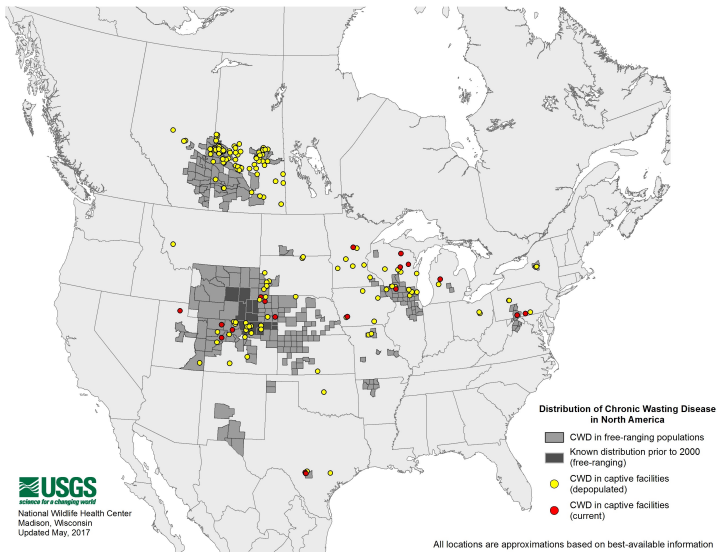 Distribution of Chronic Wasting Disease
in North America
CWD in free-ranging populations
Known distribution prior to 2000
(free-ranging)
CWD in captive facilities
(depopulated)
CWD in captive facilities
(current)
USGS
science for a changing world
National Wildlife Health Center
Madison, Wisconsin
Updated May, 2017
All locations are approximations based on best-available information